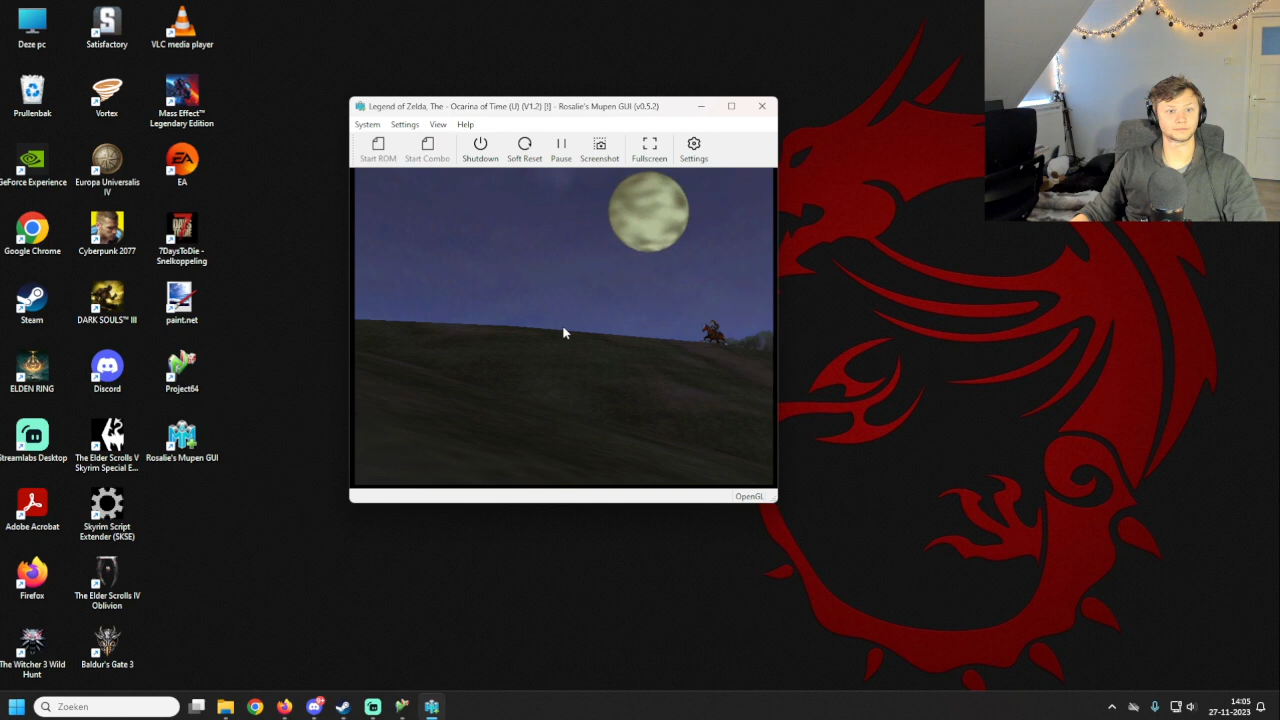 Deze pc
Satisfactory
VLC media player
Prullenbak
Vortex
Mass Effect™
Legendary Edition
GeForce Experience
Europa Universalis
IV
EA
Google Chrome
Cyberpunk 2077
7DaysToDie -
Snelkoppeling
Steam
DARK SOULS™ III
paint.net
ELDEN RING
Discord
Project64
Streamlabs Desktop
The Elder Scrolls V
Skyrim Special E...
Rosalie's Mupen GUI
Adobe Acrobat
Skyrim Script
Extender (SKSE)
Firefox
The Elder Scrolls IV
Oblivion
The Witcher 3 Wild
Hunt
Baldur's Gate 3
Legend of Zelda, The - Ocarina of Time (U) (V1.2) [!] - Rosalie's Mupen GUI (v0.5.2)
System Settings View Help
Start ROM Start Combo Shutdown Soft Reset Pause Screenshot Fullscreen Settings
OpenGL
Zoeken
14:05
27-11-2023